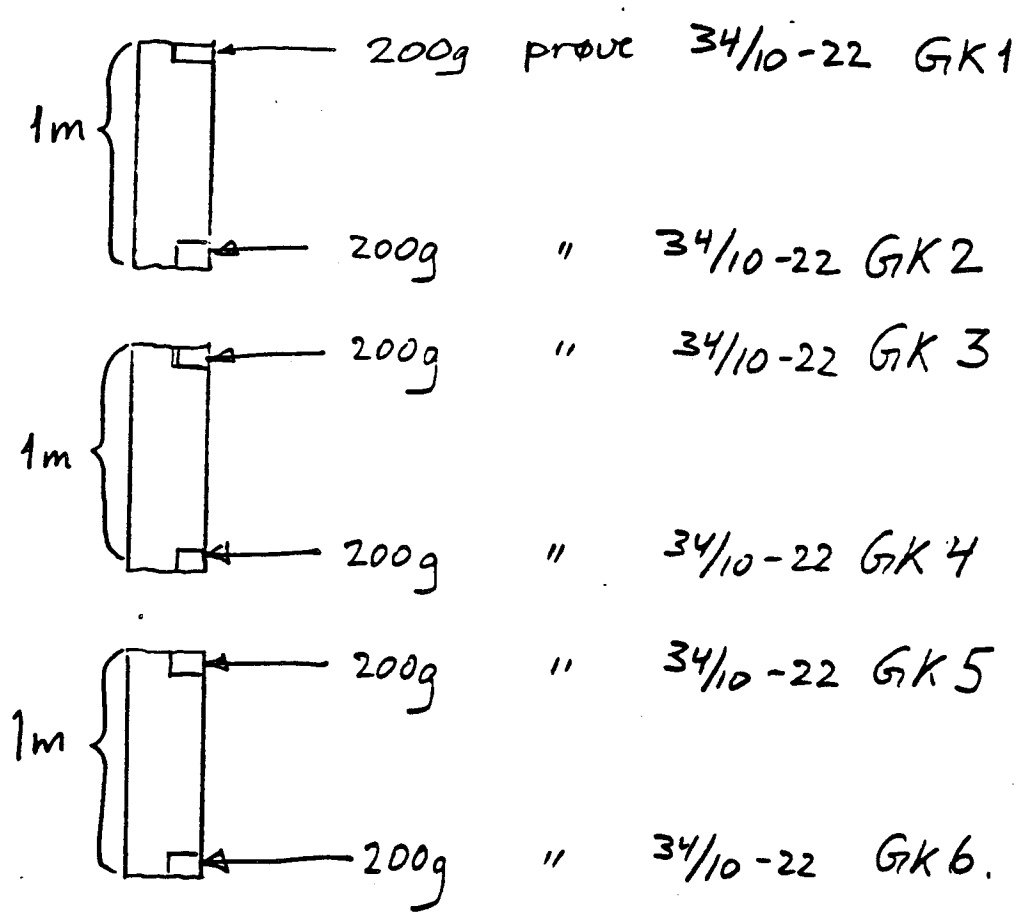 200g prøve 34/10-22 GK1
1m
200g " 34/10-22 GK2
200g " 34/10-22 GK3
1m
200g " 34/10-22 GK4
200g " 34/10-22 GK5
1m
200g " 34/10-22 GK6.